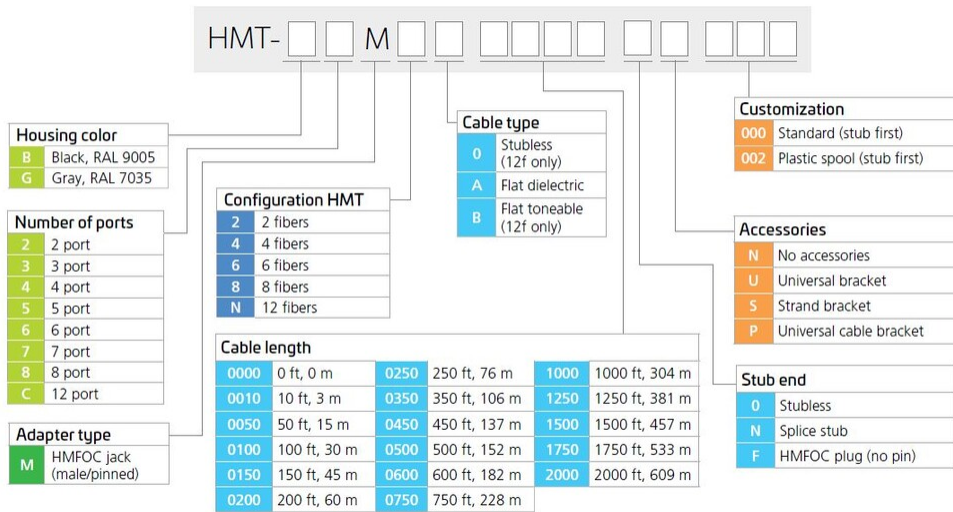 HMT- M
Housing color
B Black, RAL 9005
G Gray, RAL 7035
Number of ports
2 2 port
3 3 port
4 4 port
5 5 port
6 6 port
7 7 port
8 8 port
C 12 port
Adapter type
M HMFOC jack
(male/pinned)
Configuration HMT
2 2 fibers
4 4 fibers
6 6 fibers
8 8 fibers
N 12 fibers
Cable type
0 Stubless
(12f only)
A Flat dielectric
B Flat toneable
(12f only)
Cable length
0000 0 ft, 0 m 0250 250 ft, 76 m 1000 1000 ft, 304 m
0010 10 ft, 3 m 0350 350 ft, 106 m 1250 1250 ft, 381 m
0050 50 ft, 15 m 0450 450 ft, 137 m 1500 1500 ft, 457 m
0100 100 ft, 30 m 0500 500 ft, 152 m 1750 1750 ft, 533 m
0150 150 ft, 45 m 0600 600 ft, 182 m 2000 2000 ft, 609 m
0200 200 ft, 60 m 0750 750 ft, 228 m
Customization
000 Standard (stub first)
002 Plastic spool (stub first)
Accessories
N No accessories
U Universal bracket
S Strand bracket
P Universal cable bracket
Stub end
0 Stubless
N Splice stub
F HMFOC plug (no pin)